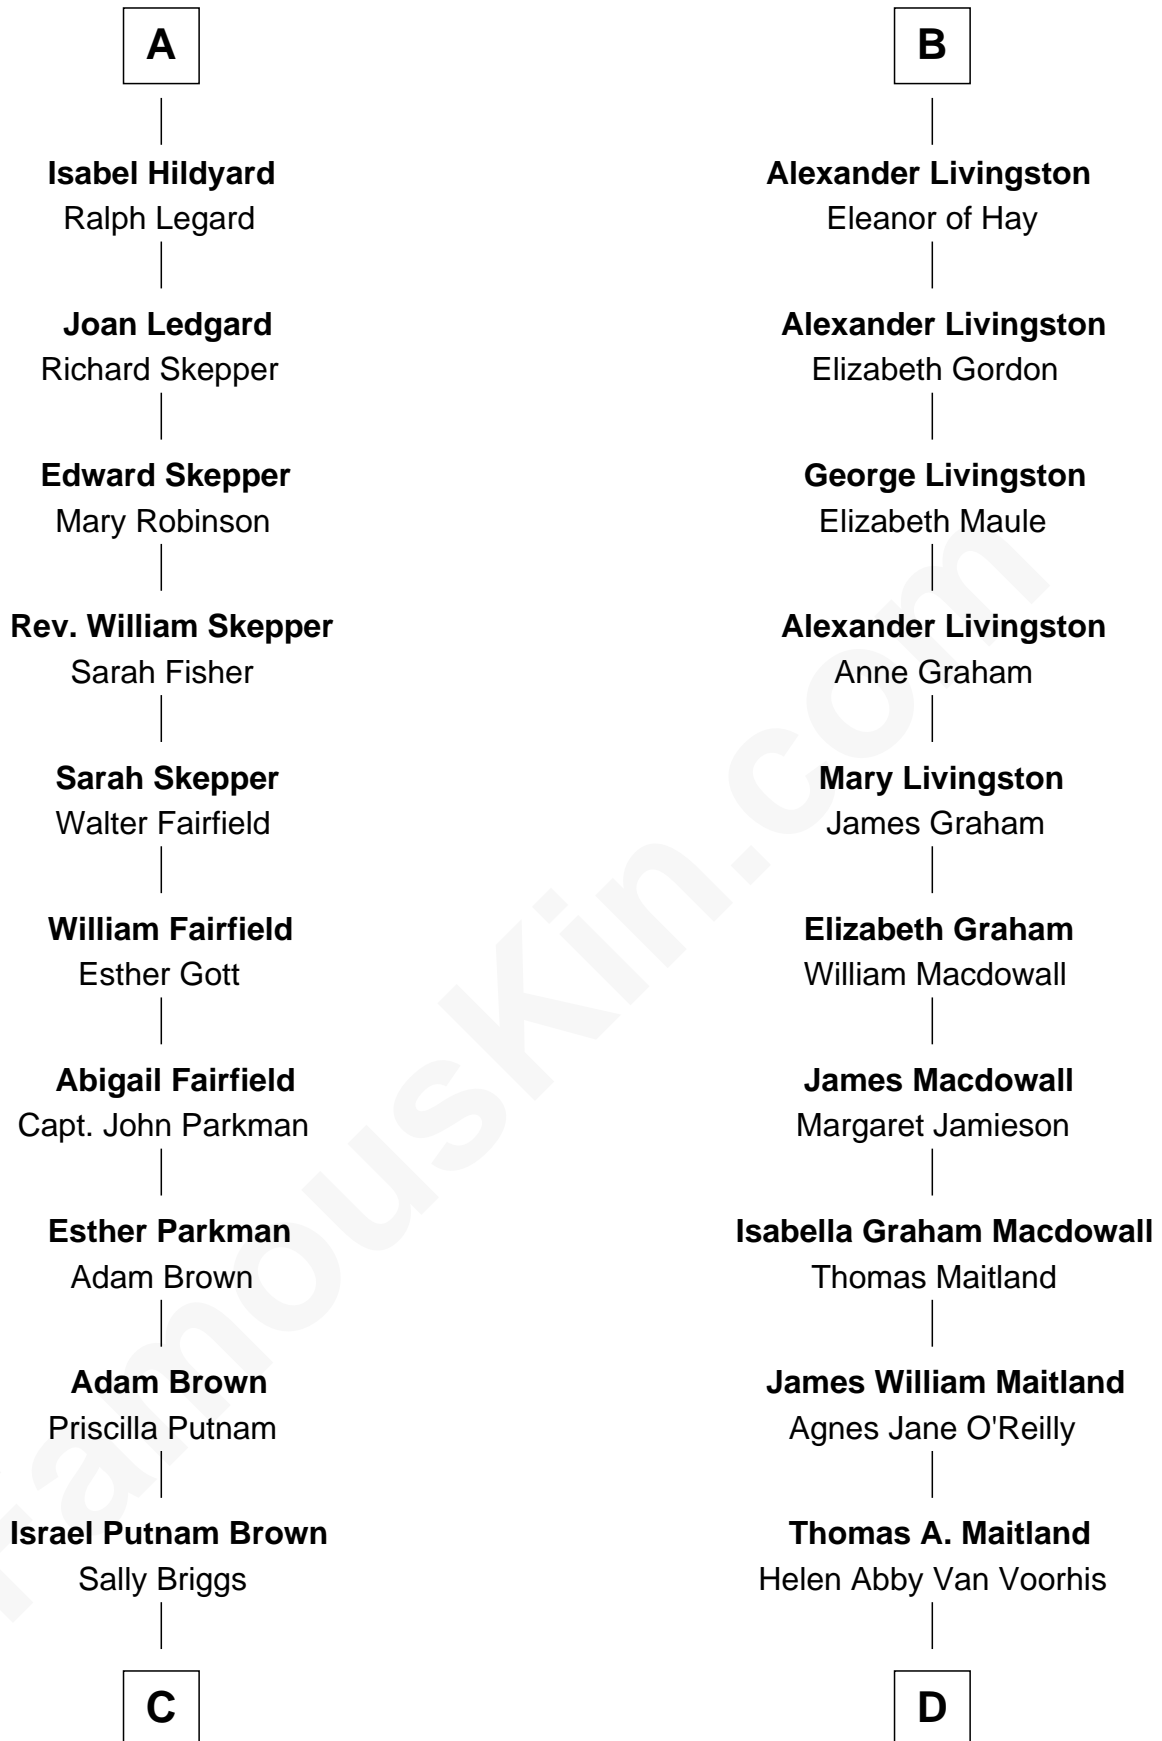 A
Isabel Hildyard
Ralph Legard
Joan Ledgard
Richard Skepper
Edward Skepper
Mary Robinson
Rev. William Skepper
Sarah Fisher
Sarah Skepper
Walter Fairfield
William Fairfield
Esther Gott
Abigail Fairfield
Capt. John Parkman
Esther Parkman
Adam Brown
Adam Brown
Priscilla Putnam
Israel Putnam Brown
Sally Briggs
C
B
Alexander Livingston
Eleanor of Hay
Alexander Livingston
Elizabeth Gordon
George Livingston
Elizabeth Maule
Alexander Livingston
Anne Graham
Mary Livingston
James Graham
Elizabeth Graham
William Macdowall
James Macdowall
Margaret Jamieson
Isabella Graham Macdowall
Thomas Maitland
James William Maitland
Agnes Jane O'Reilly
Thomas A. Maitland
Helen Abby Van Voorhis
D
FamousKin.com